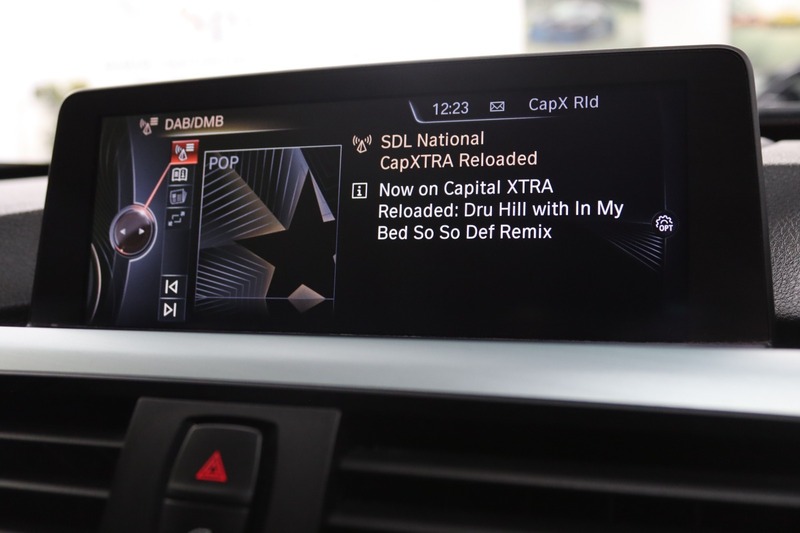 DAB/DMB
12:23
CapX Rld
POP
SDL National
CapXTRA Reloaded
Now on Capital XTRA
Reloaded: Dru Hill with In My
Bed So So Def Remix
OPT